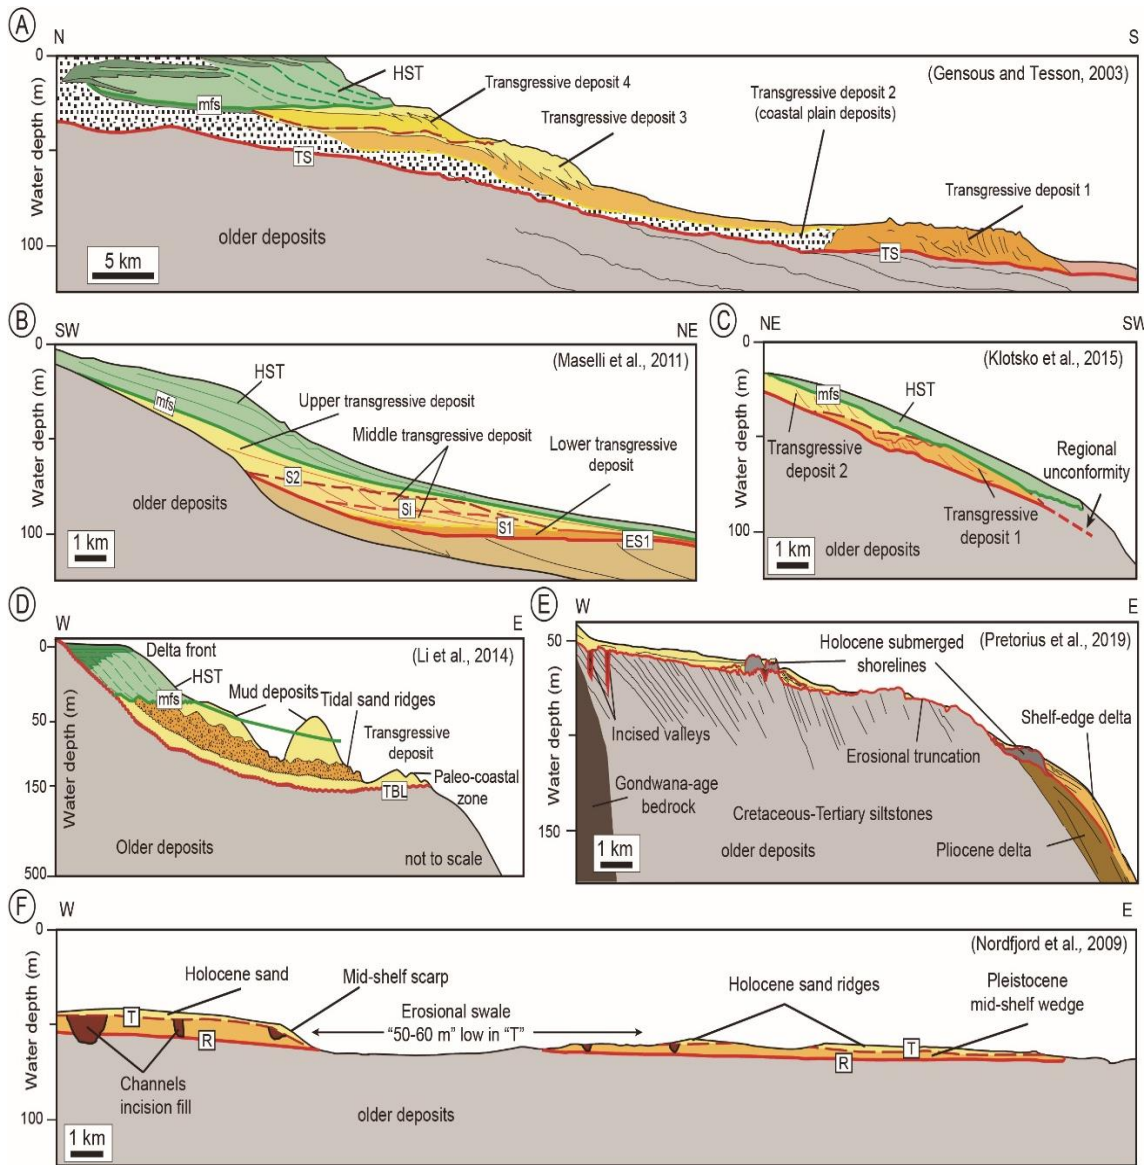 A
N
S
0
HST
Transgressive deposit 4
Transgressive deposit 2
(coastal plain deposits)
(Gensous and Tesson, 2003)
mfs
Transgressive deposit 3
Water depth (m)
TS
Transgressive deposit 1
older deposits
TS
100
5 km
B
SW
NE
0
HST
(Maselli et al., 2011)
mfs
Upper transgressive deposit
Middle transgressive deposit
Lower transgressive
deposit
Water depth (m)
S2
Si
older deposits
S1
ES1
100
1 km
C
NE
SW
0
(Klotsko et al., 2015)
mfs
HST
Water depth (m)
Transgressive
deposit 2
Regional
unconformity
Transgressive
deposit 1
100
1 km
older deposits
D
W
E
0
Delta front
(Li et al., 2014)
HST
Mud deposits
mfs
Tidal sand ridges
50
Transgressive
deposit
Water depth (m)
Paleo-coastal
zone
150
TBL
Older deposits
not to scale
500
E
W
E
50
Holocene submerged
shorelines
(Pretorius et al., 2019)
Shelf-edge delta
Incised valleys
Erosional truncation
Water depth (m)
Gondwana-age
bedrock
Cretaceous-Tertiary siltstones
150
older deposits
Pliocene delta
1 km
F
W
E
0
(Nordfjord et al., 2009)
Holocene sand
Mid-shelf scarp
Holocene sand ridges
Pleistocene
mid-shelf wedge
Erosional swale
"50-60 m" low in "T"
Water depth (m)
T
R
T
R
Channels
incision fill
older deposits
100
1 km